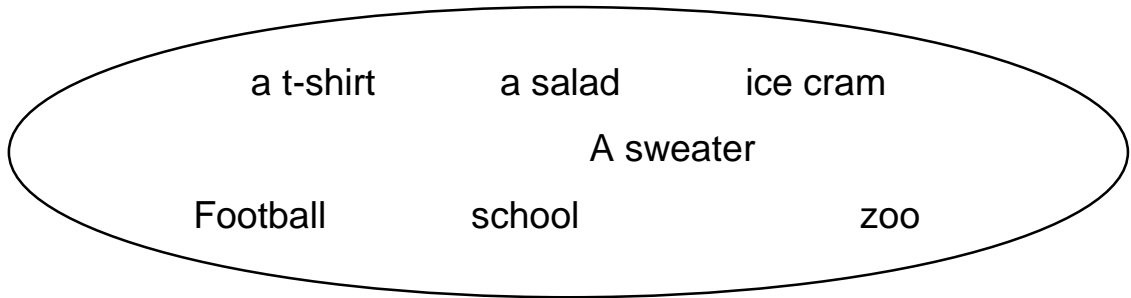 a t-shirt a salad ice cram
A sweater
Football school zoo